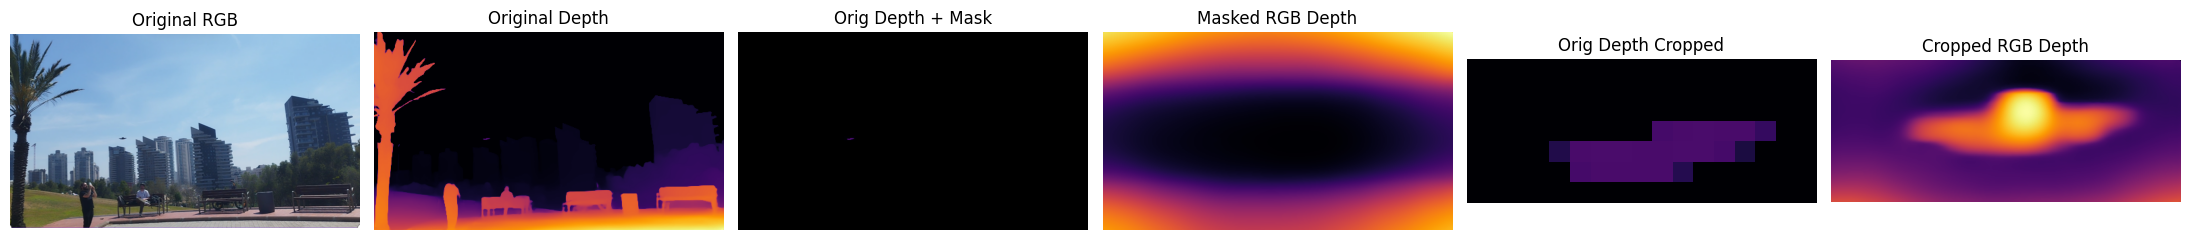 Original RGB
Original Depth
Orig Depth + Mask
Masked RGB Depth
Orig Depth Cropped
Cropped RGB Depth